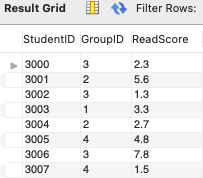 Result Grid Filter Rows:
StudentID GroupID ReadScore
3000 3 2.3
3001 2 5.6
3002 3 1.3
3003 1 3.3
3004 2 2.7
3005 4 4.8
3006 3 7.8
3007 4 1.5